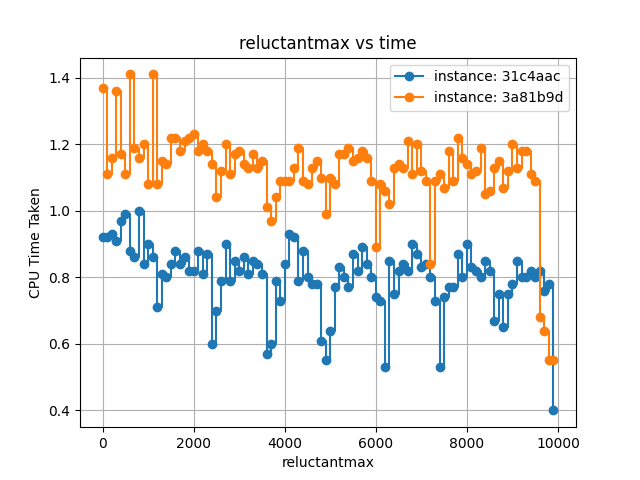 reluctantmax vs time
instance: 31c4aac
instance: 3a81b9d
CPU Time Taken
1.4
1.2
1.0
0.8
0.6
0.4
0
2000
4000
6000
8000
10000
reluctantmax